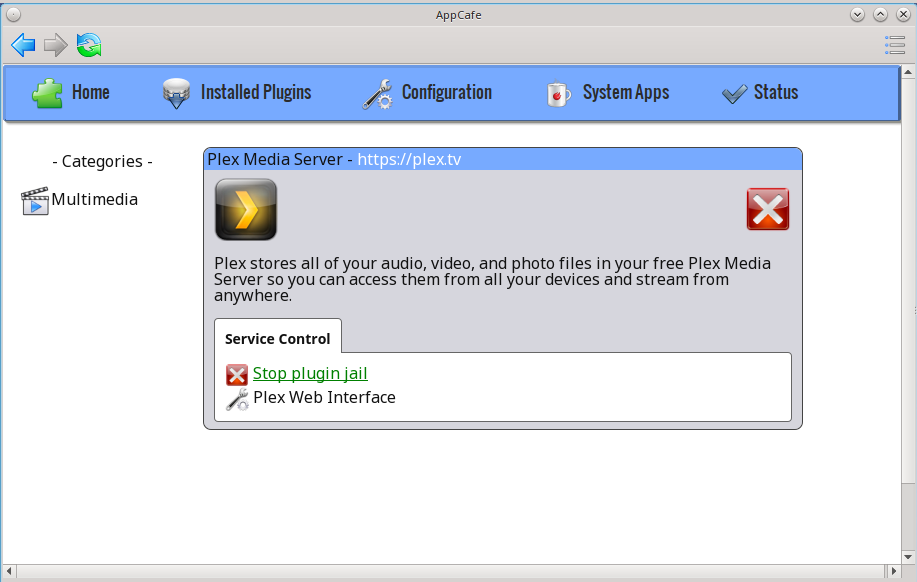 AppCafe
Home
Installed Plugins
Configuration
System Apps
Status
- Categories -
Multimedia
Plex Media Server - https://plex.tv
Plex stores all of your audio, video, and photo files in your free Plex Media
Server so you can access them from all your devices and stream from
anywhere.
Service Control
Stop plugin jail
Plex Web Interface